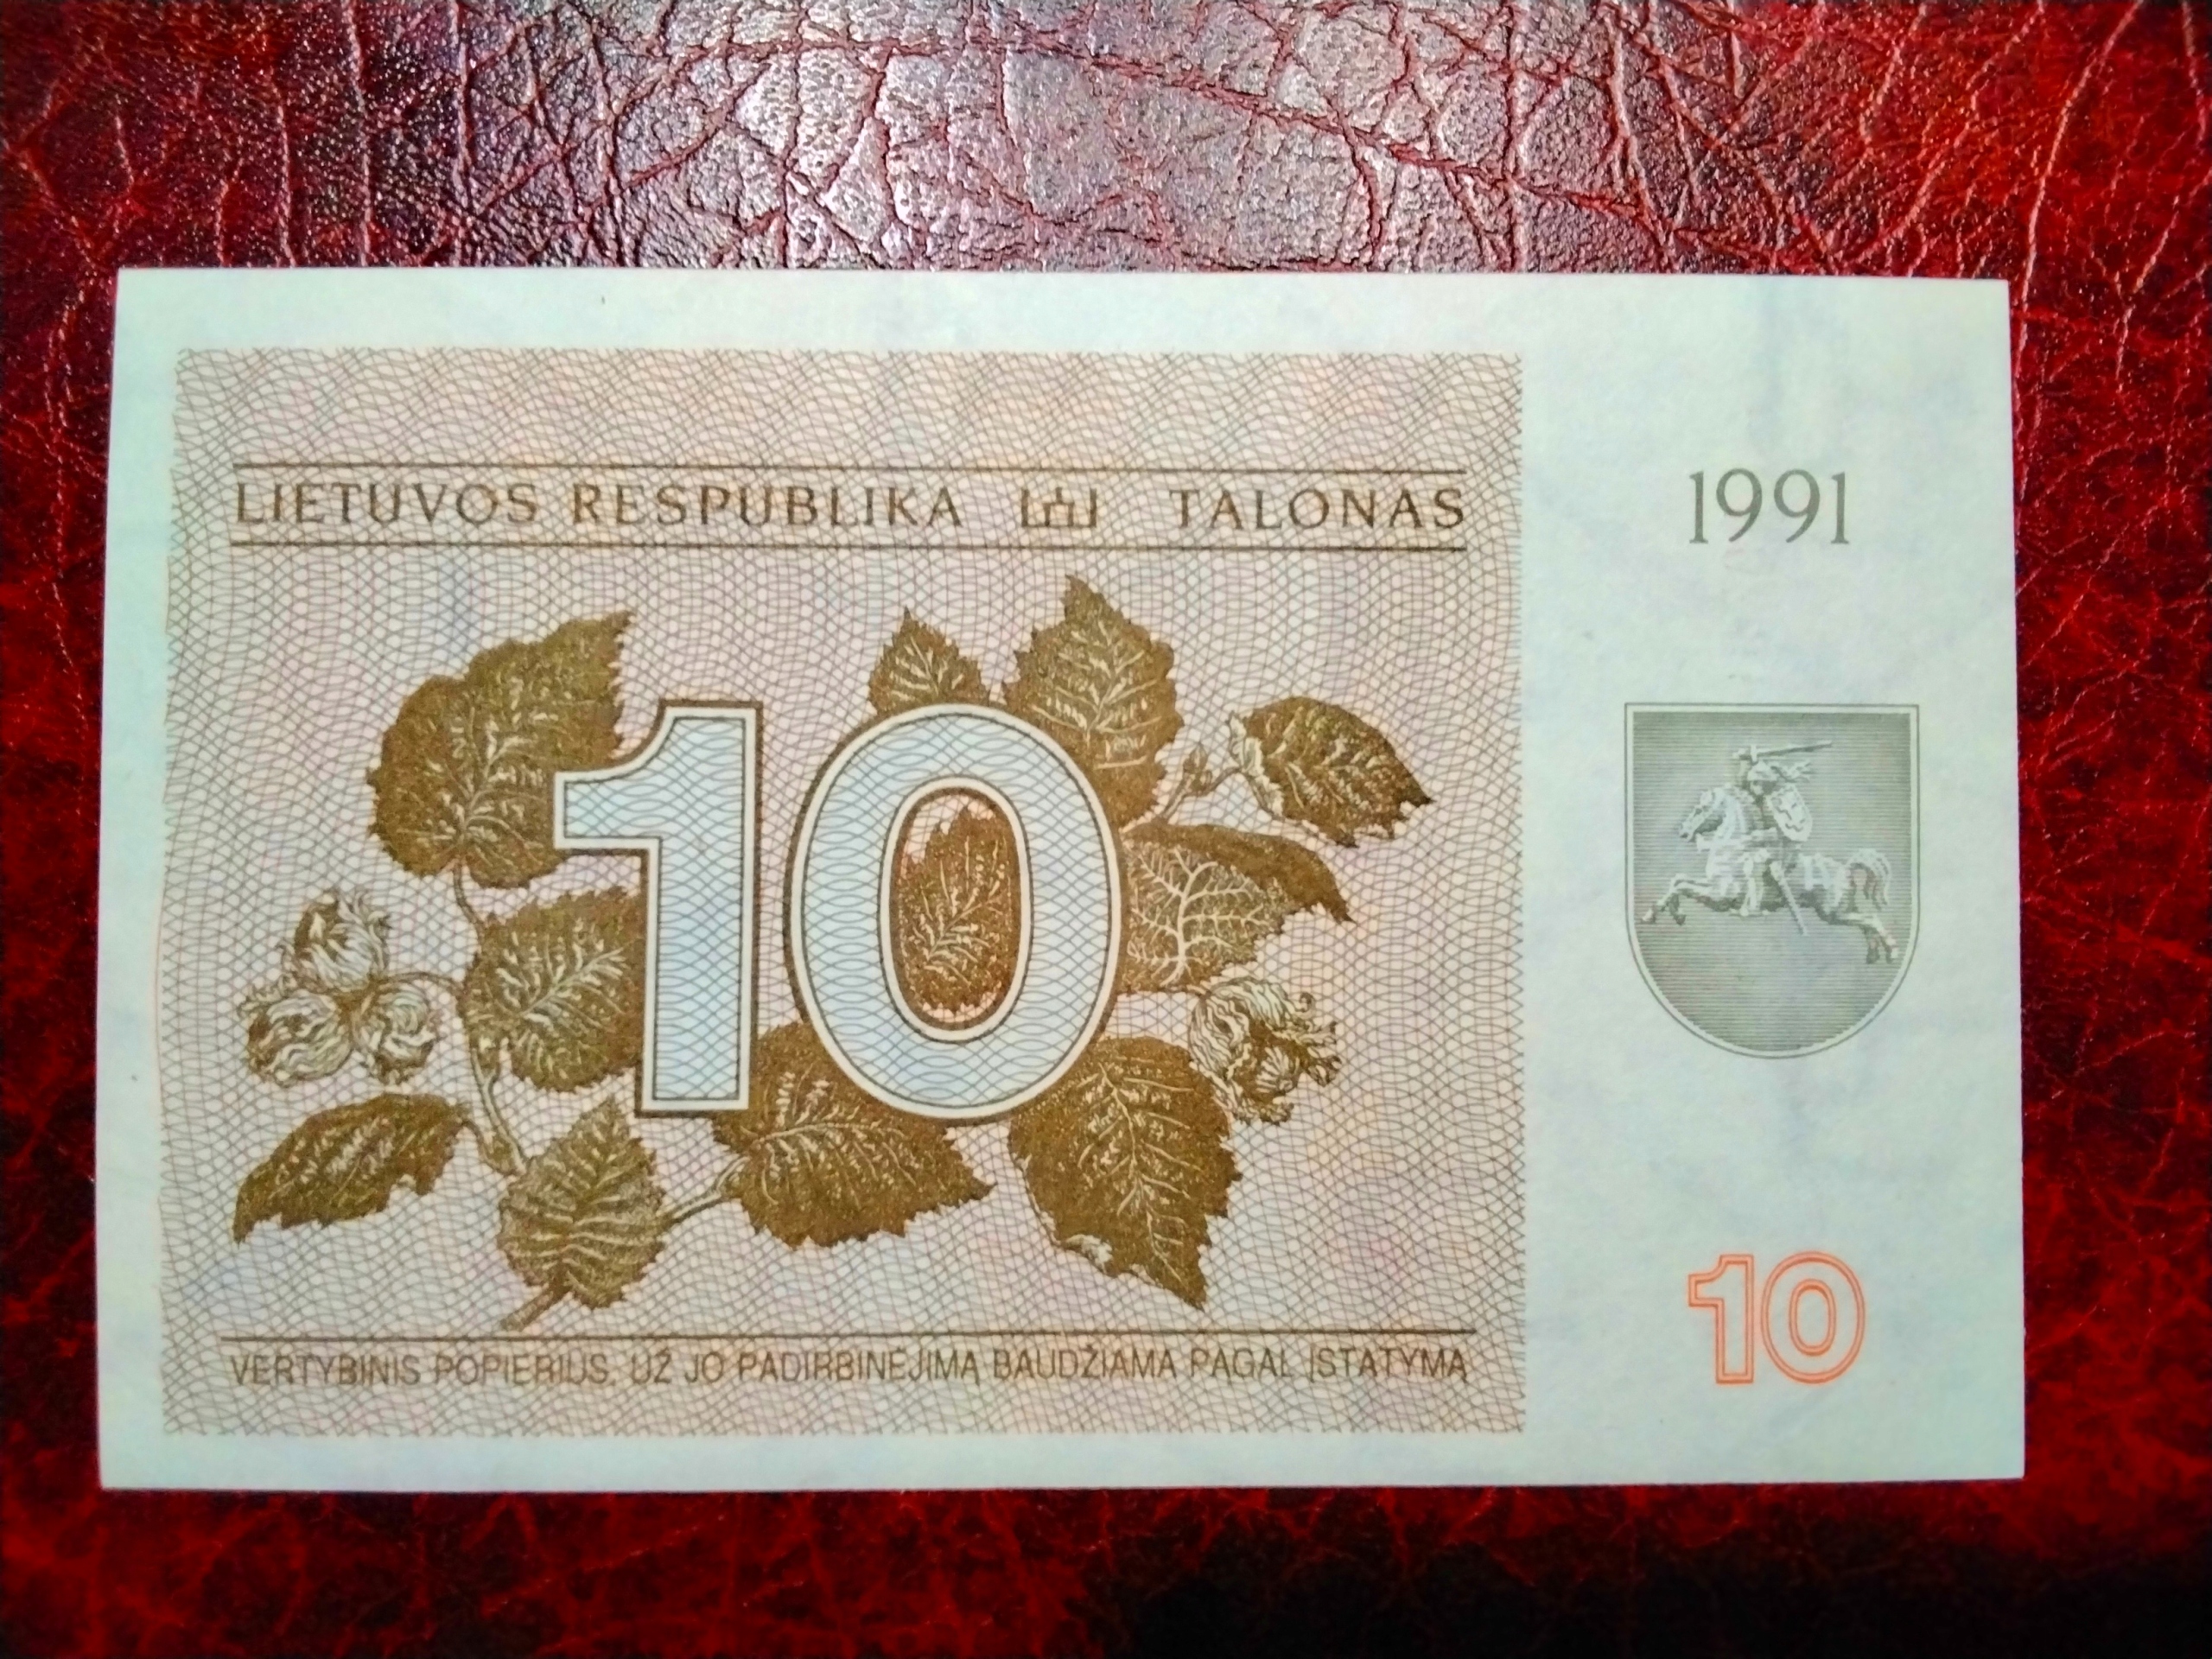 LIETUVOS RESPUBLIKA TALONAS
1991
10
10
VERTYBINIS POPIERIUS. UŽ JO PADIRBINĖJIMĄ BAUDŽIAMA PAGAL ĮSTATYMĄ